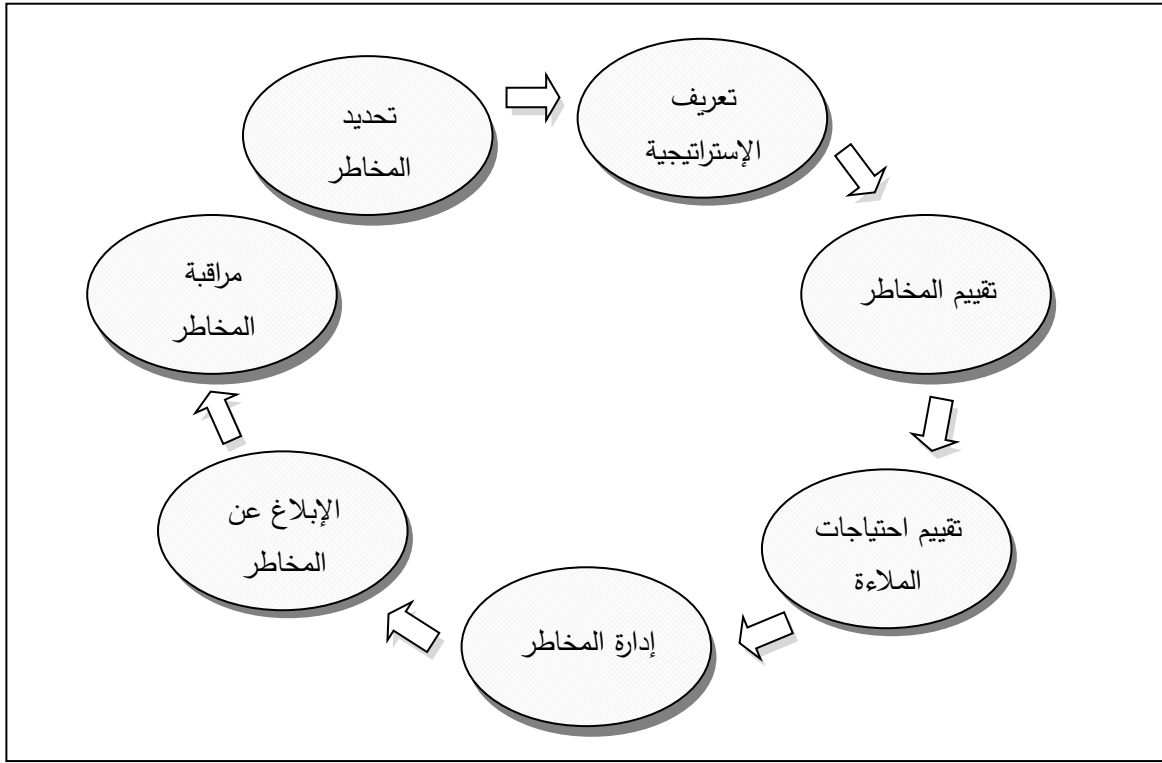 تحديد
المخاطر
تعريف
الإستراتيجية
تقييم المخاطر
تقييم احتياجات
الملاءة
إدارة المخاطر
الإبلاغ عن
المخاطر
مراقبة
المخاطر